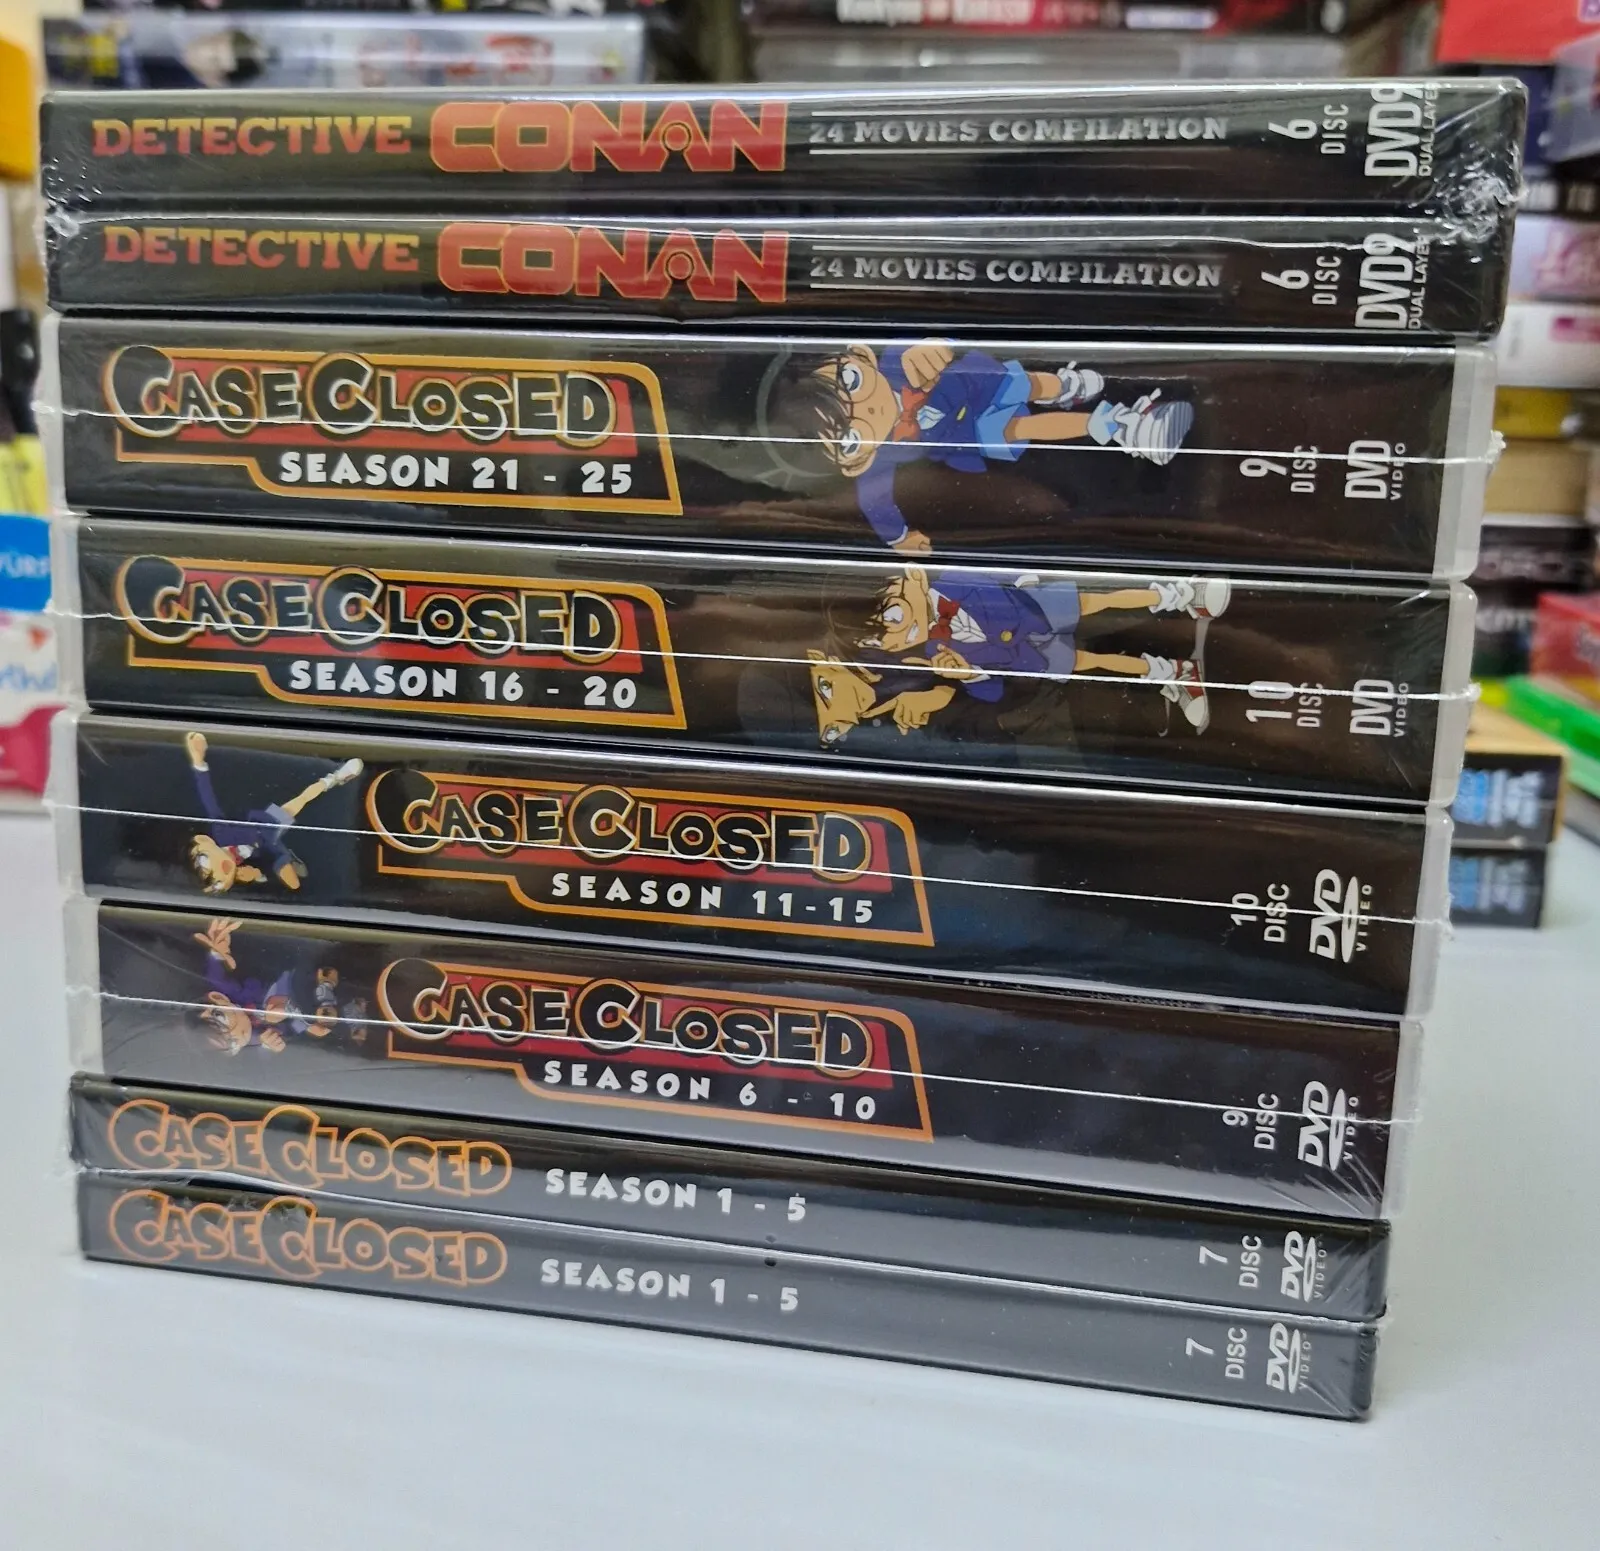 DETECTIVE CONAN 24 MOVIES COMPILATION 6 DISC DVD9 DUAL LAYER
DETECTIVE CONAN 24 MOVIES COMPILATION 6 DISC DVD9 DUAL LAYER
CASE CLOSED
SEASON 21 - 25
9 DISC DVD VIDEO
CASE CLOSED
SEASON 16 - 20
10 DISC DVD VIDEO
CASE CLOSED
SEASON 11-15
10 DISC DVD VIDEO
CASE CLOSED
SEASON 6 - 10
9 DISC DVD VIDEO
CASE CLOSED SEASON 1 - 5 7 DISC DVD VIDEO
CASE CLOSED SEASON 1 - 5 7 DISC DVD VIDEO